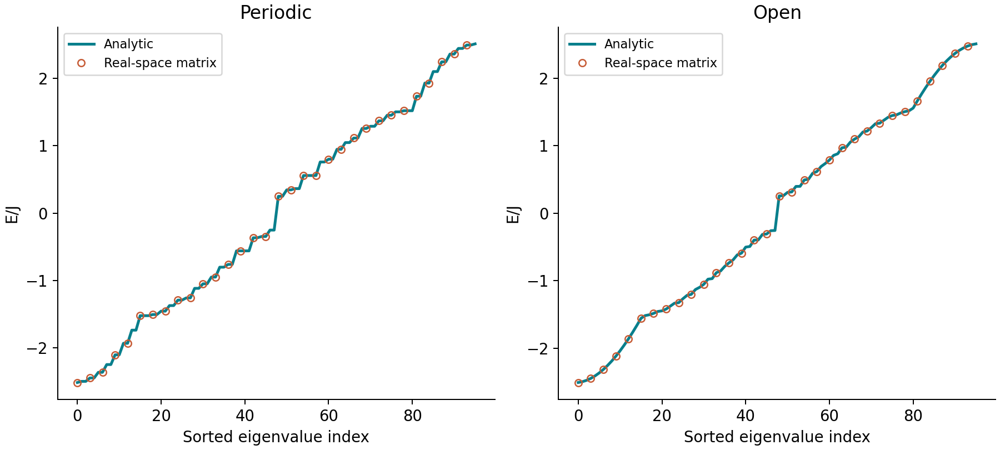 Periodic
Analytic
Real-space matrix
E/J
2
1
0
−1
−2
0
20
40
60
80
Sorted eigenvalue index
Open
Analytic
Real-space matrix
E/J
2
1
0
−1
−2
0
20
40
60
80
Sorted eigenvalue index